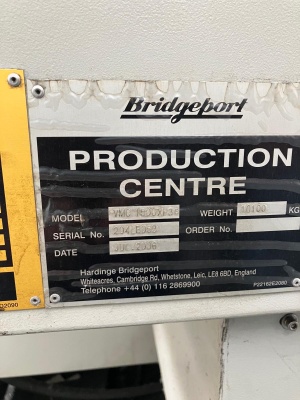 Bridgeport
PRODUCTION
CENTRE
MODEL WEIGHT KG
SERIAL No. ORDER No.
DATE
Hardinge Bridgeport
Whiteacres, Cambridge Rd, Whetstone, Leic, LE8 6BD, England
Telephone +44 (0) 116 2869900